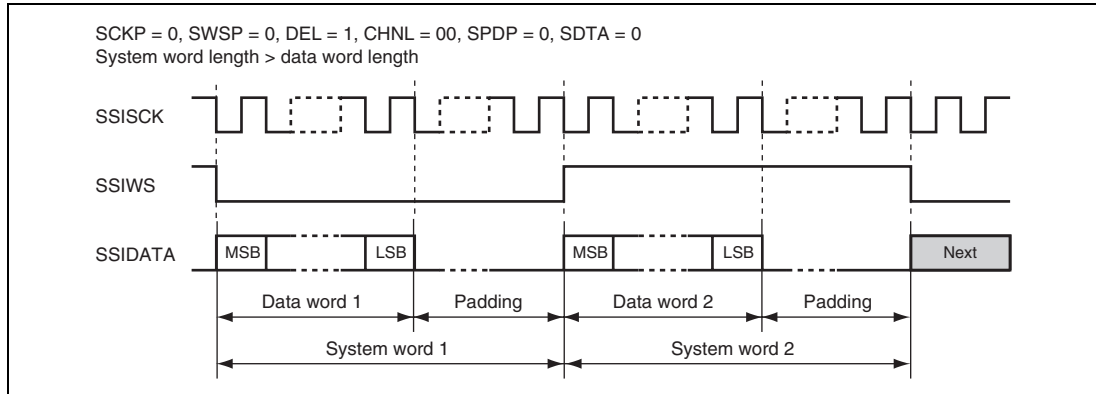 SCKP = 0, SWSP = 0, DEL = 1, CHNL = 00, SPDP = 0, SDTA = 0
System word length > data word length
SSISCK
SSIWS
SSIDATA MSB LSB MSB LSB Next
Data word 1 Padding Data word 2 Padding
System word 1 System word 2